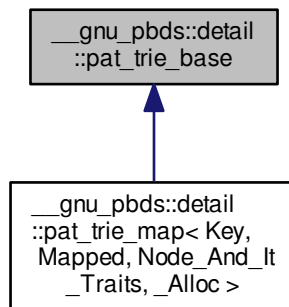 __gnu_pbds::detail
::pat_trie_base
__gnu_pbds::detail
::pat_trie_map< Key,
Mapped, Node_And_It
_Traits, _Alloc >